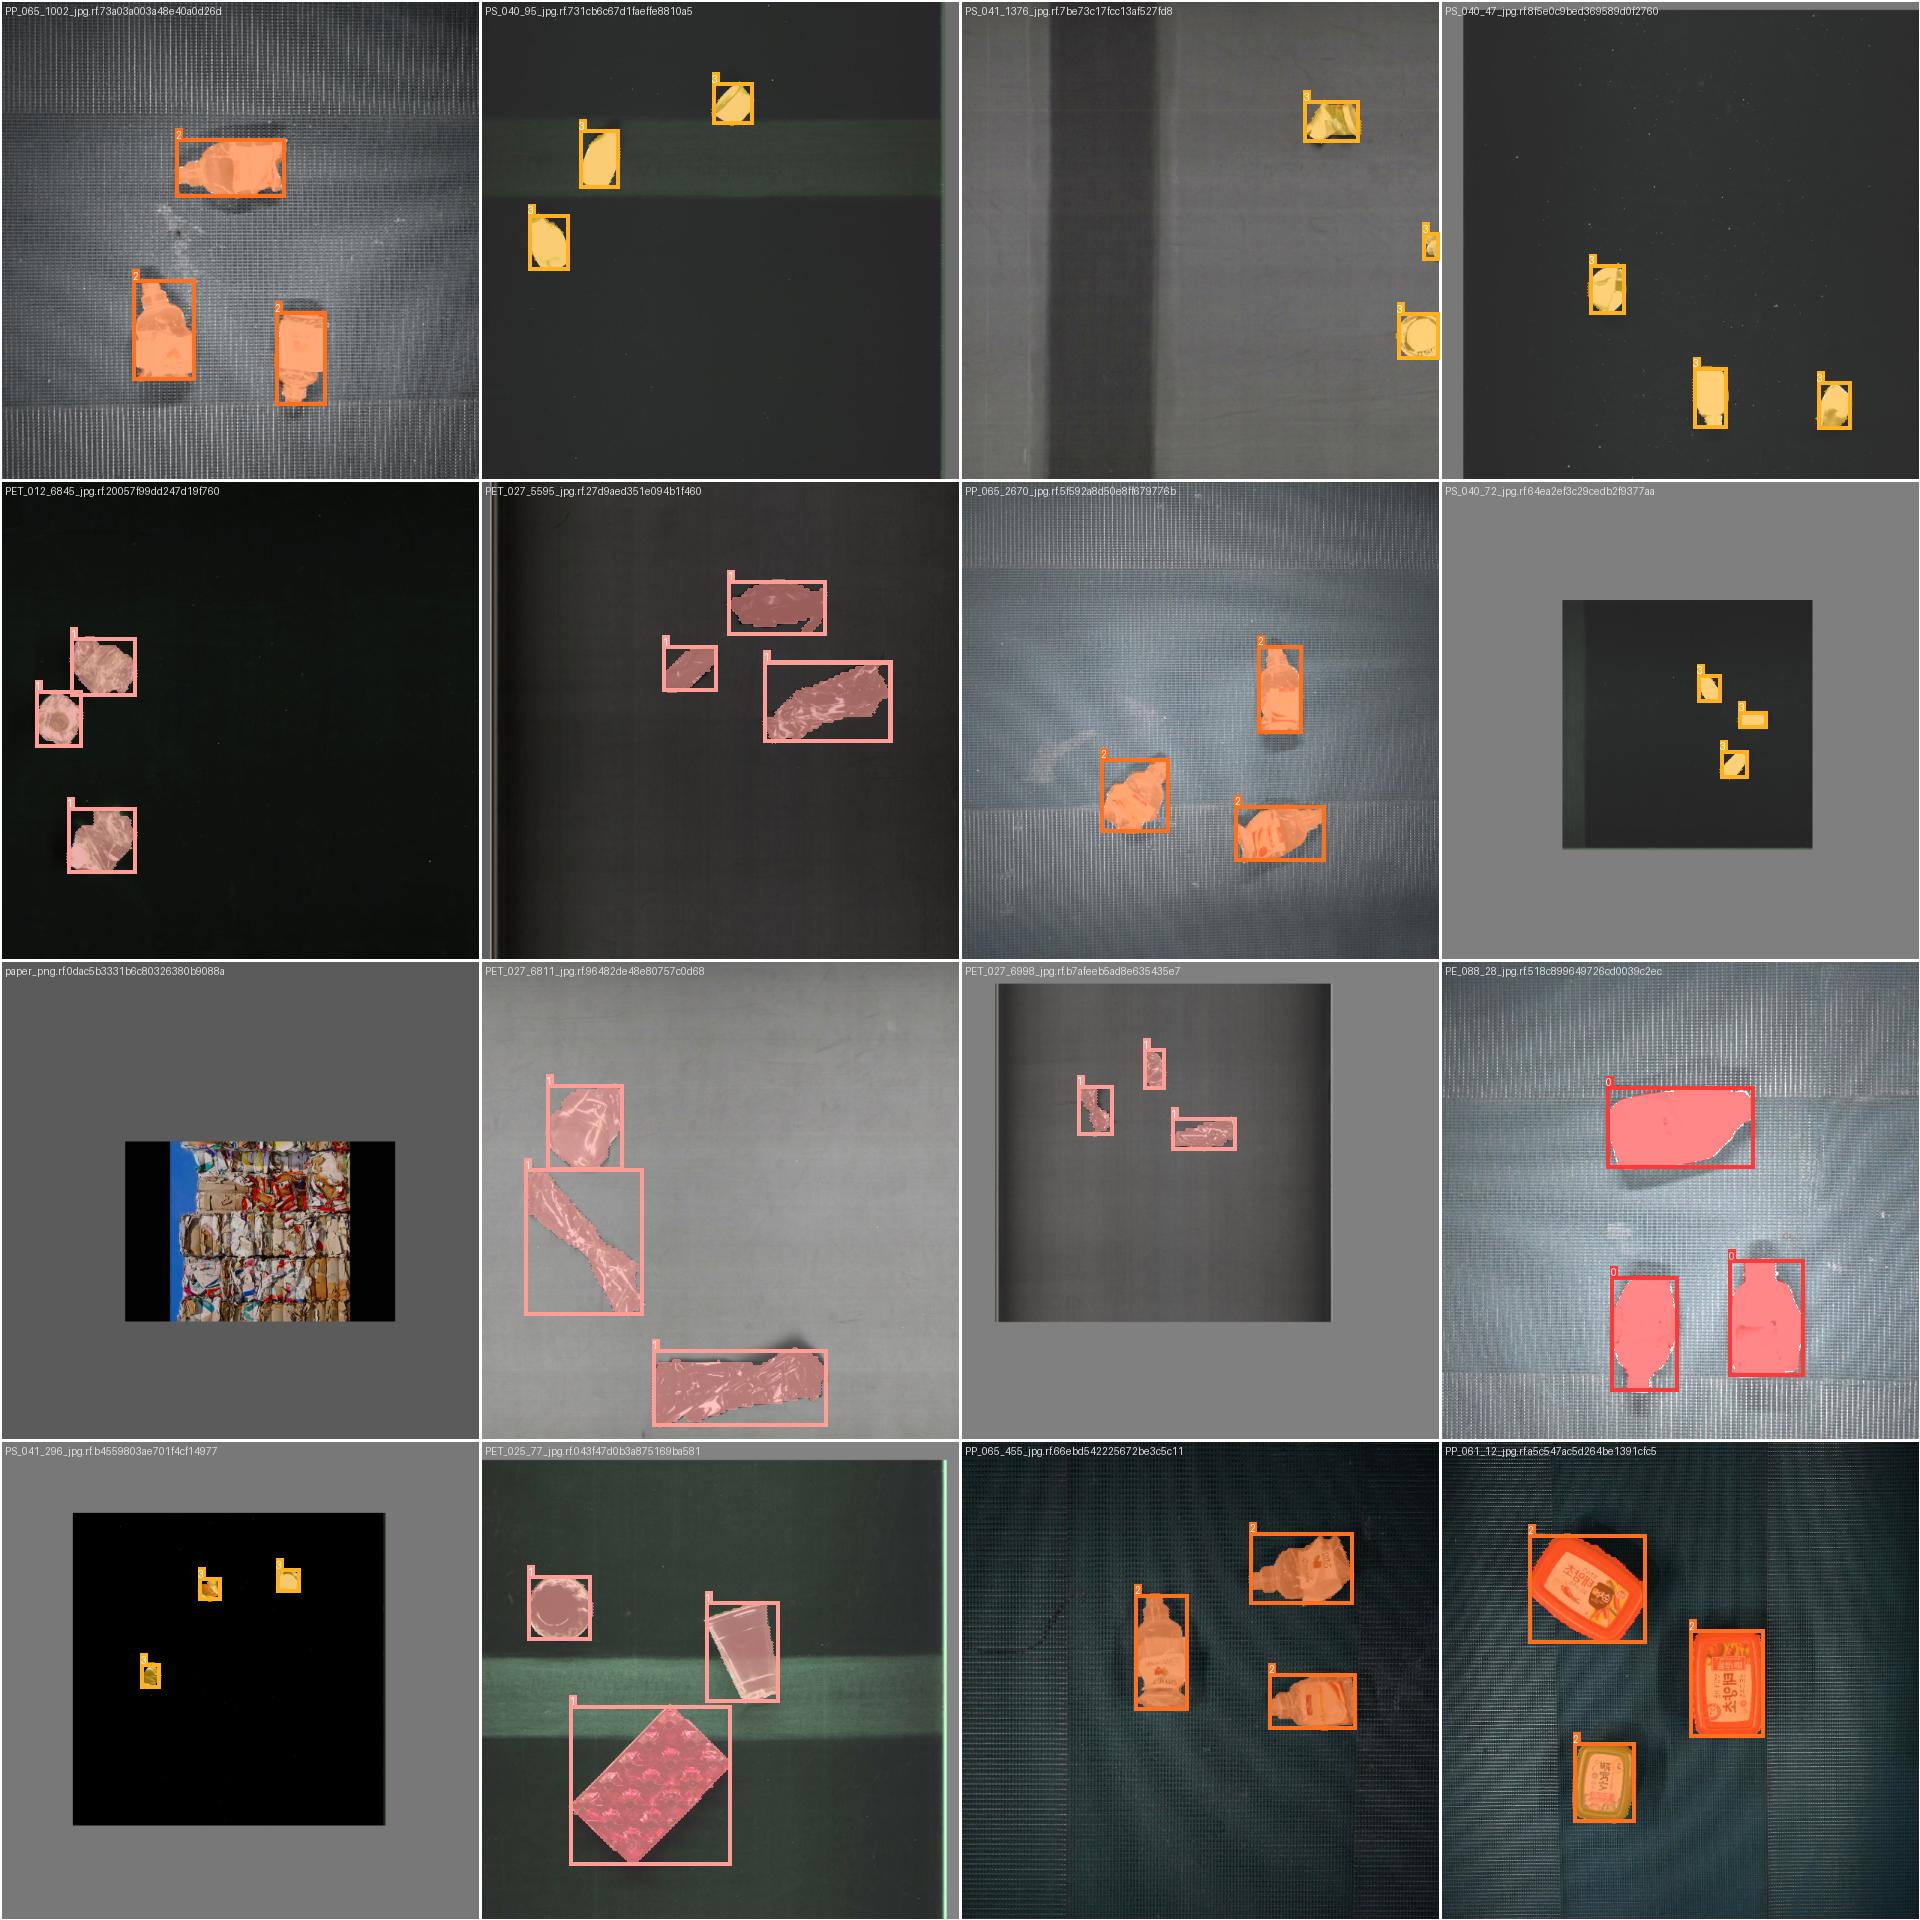 PP_065_1002_jpg.rf.73a03a003a48e40a0d26d
PS_040_95_jpg.rf.731cb6c67d1faeffe8810a5
PS_041_1376_jpg.rf.7be73c17fcc13af527fd8
PS_040_47_jpg.rf.8f5e0c9bed369589d0f2760
2
2
2
3
3
3
3
3
3
3
3
3
PET_012_6845_jpg.rf.20057f99dd247d19f760
PET_027_5595_jpg.rf.27d9aed351e094b1f460
PP_065_2670_jpg.rf.5f592a8d50e8ff679776b
PS_040_72_jpg.rf.64ea2ef3c29cedb2f9377aa
1
1
1
1
1
1
2
2
2
3
3
3
paper_png.rf.0dac5b3331b6c80326380b9088a
PET_027_6811_jpg.rf.96482de48e80757c0d68
PET_027_6998_jpg.rf.b7afeeb5ad8e635435e7
PE_088_28_jpg.rf.518c899649726cd0039c2ec
1
1
1
1
1
1
0
0
0
PS_041_296_jpg.rf.b4559803ae701f4cf14977
PET_025_77_jpg.rf.043f47d0b3a875169ba581
PP_065_455_jpg.rf.66ebd542225672be3c5c11
PP_061_12_jpg.rf.a5c547ac5d264be1391cfc5
3
3
3
1
1
1
2
2
2
2
2
2